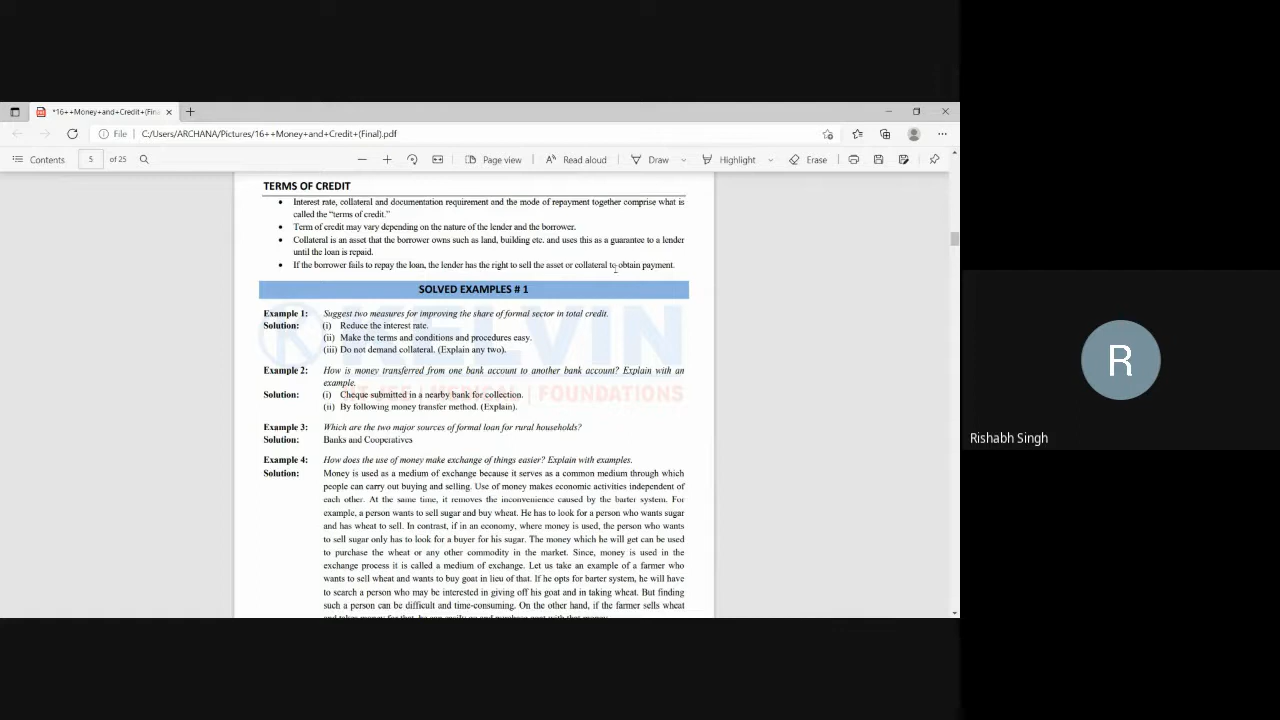 *16++Money+and+Credit+(Fin
File
C:/Users/ARCHANA/Pictures/16++Money+and+Credit+(Final).pdf
Contents
5
of 25
Page view
Read aloud
Draw
Highlight
Erase
TERMS OF CREDIT
• Interest rate, collateral and documentation requirement and the mode of repayment together comprise what is
called the “terms of credit.”
• Term of credit may vary depending on the nature of the lender and the borrower.
• Collateral is an asset that the borrower owns such as land, building etc. and uses this as a guarantee to a lender
until the loan is repaid.
• If the borrower fails to repay the loan, the lender has the right to sell the asset or collateral to obtain payment.
SOLVED EXAMPLES # 1
KELVIN
IIT-JEE | MEDICAL | FOUNDATIONS
Example 1: Suggest two measures for improving the share of formal sector in total credit.
Solution: (i) Reduce the interest rate.
(ii) Make the terms and conditions and procedures easy.
(iii) Do not demand collateral. (Explain any two).
Example 2: How is money transferred from one bank account to another bank account? Explain with an
example.
Solution: (i) Cheque submitted in a nearby bank for collection.
(ii) By following money transfer method. (Explain).
Example 3: Which are the two major sources of formal loan for rural households?
Solution: Banks and Cooperatives
Example 4: How does the use of money make exchange of things easier? Explain with examples.
Solution: Money is used as a medium of exchange because it serves as a common medium through which
people can carry out buying and selling. Use of money makes economic activities independent of
each other. At the same time, it removes the inconvenience caused by the barter system. For
example, a person wants to sell sugar and buy wheat. He has to look for a person who wants sugar
and has wheat to sell. In contrast, if in an economy, where money is used, the person who wants
to sell sugar only has to look for a buyer for his sugar. The money which he will get can be used
to purchase the wheat or any other commodity in the market. Since, money is used in the
exchange process it is called a medium of exchange. Let us take an example of a farmer who
wants to sell wheat and wants to buy goat in lieu of that. If he opts for barter system, he will have
to search a person who may be interested in giving off his goat and in taking wheat. But finding
such a person can be difficult and time-consuming. On the other hand, if the farmer sells wheat
R
Rishabh Singh